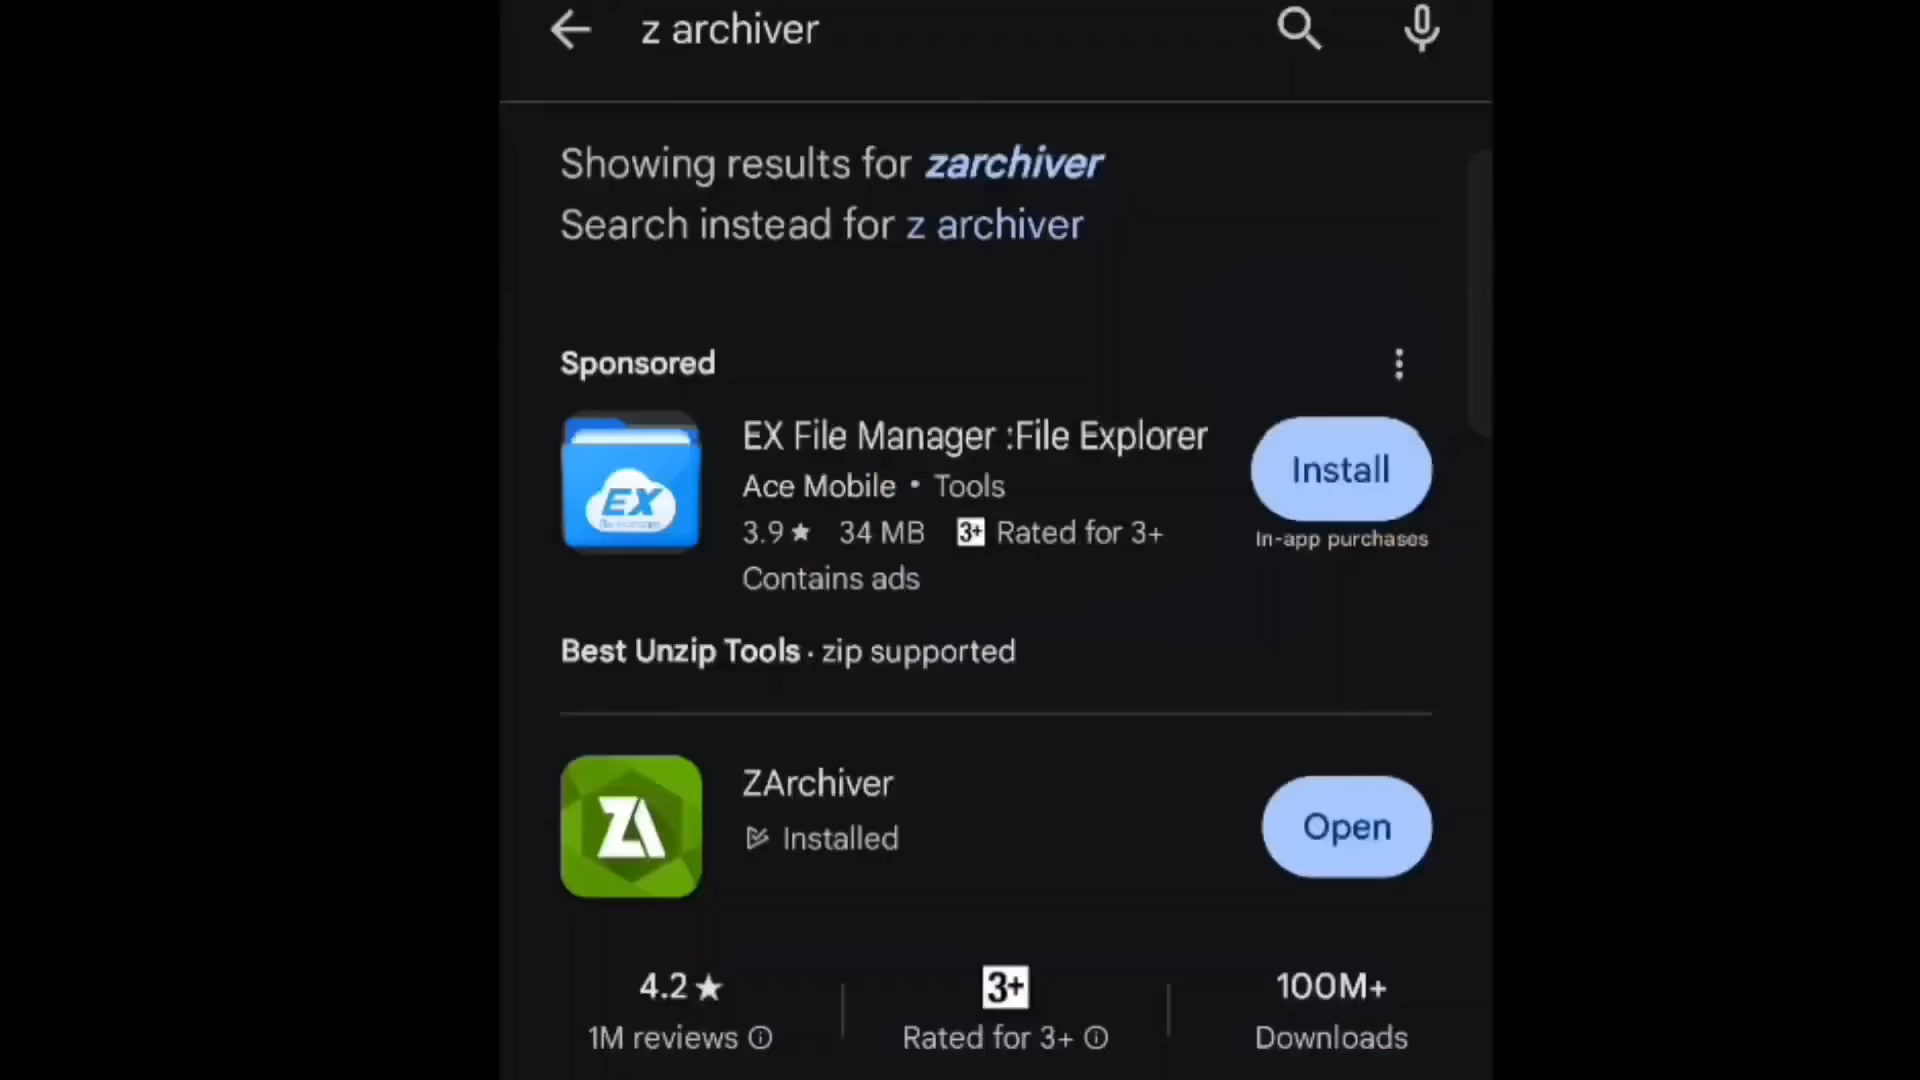 z archiver
Showing results for zarchiver
Search instead for z archiver
Sponsored
EX File Manager :File Explorer
Ace Mobile • Tools
3.9★ 34 MB 3+ Rated for 3+
Contains ads
Install
In-app purchases
EX
Best Unzip Tools · zip supported
ZA
ZArchiver
Installed
Open
4.2★
1M reviews
3+
Rated for 3+
100M+
Downloads